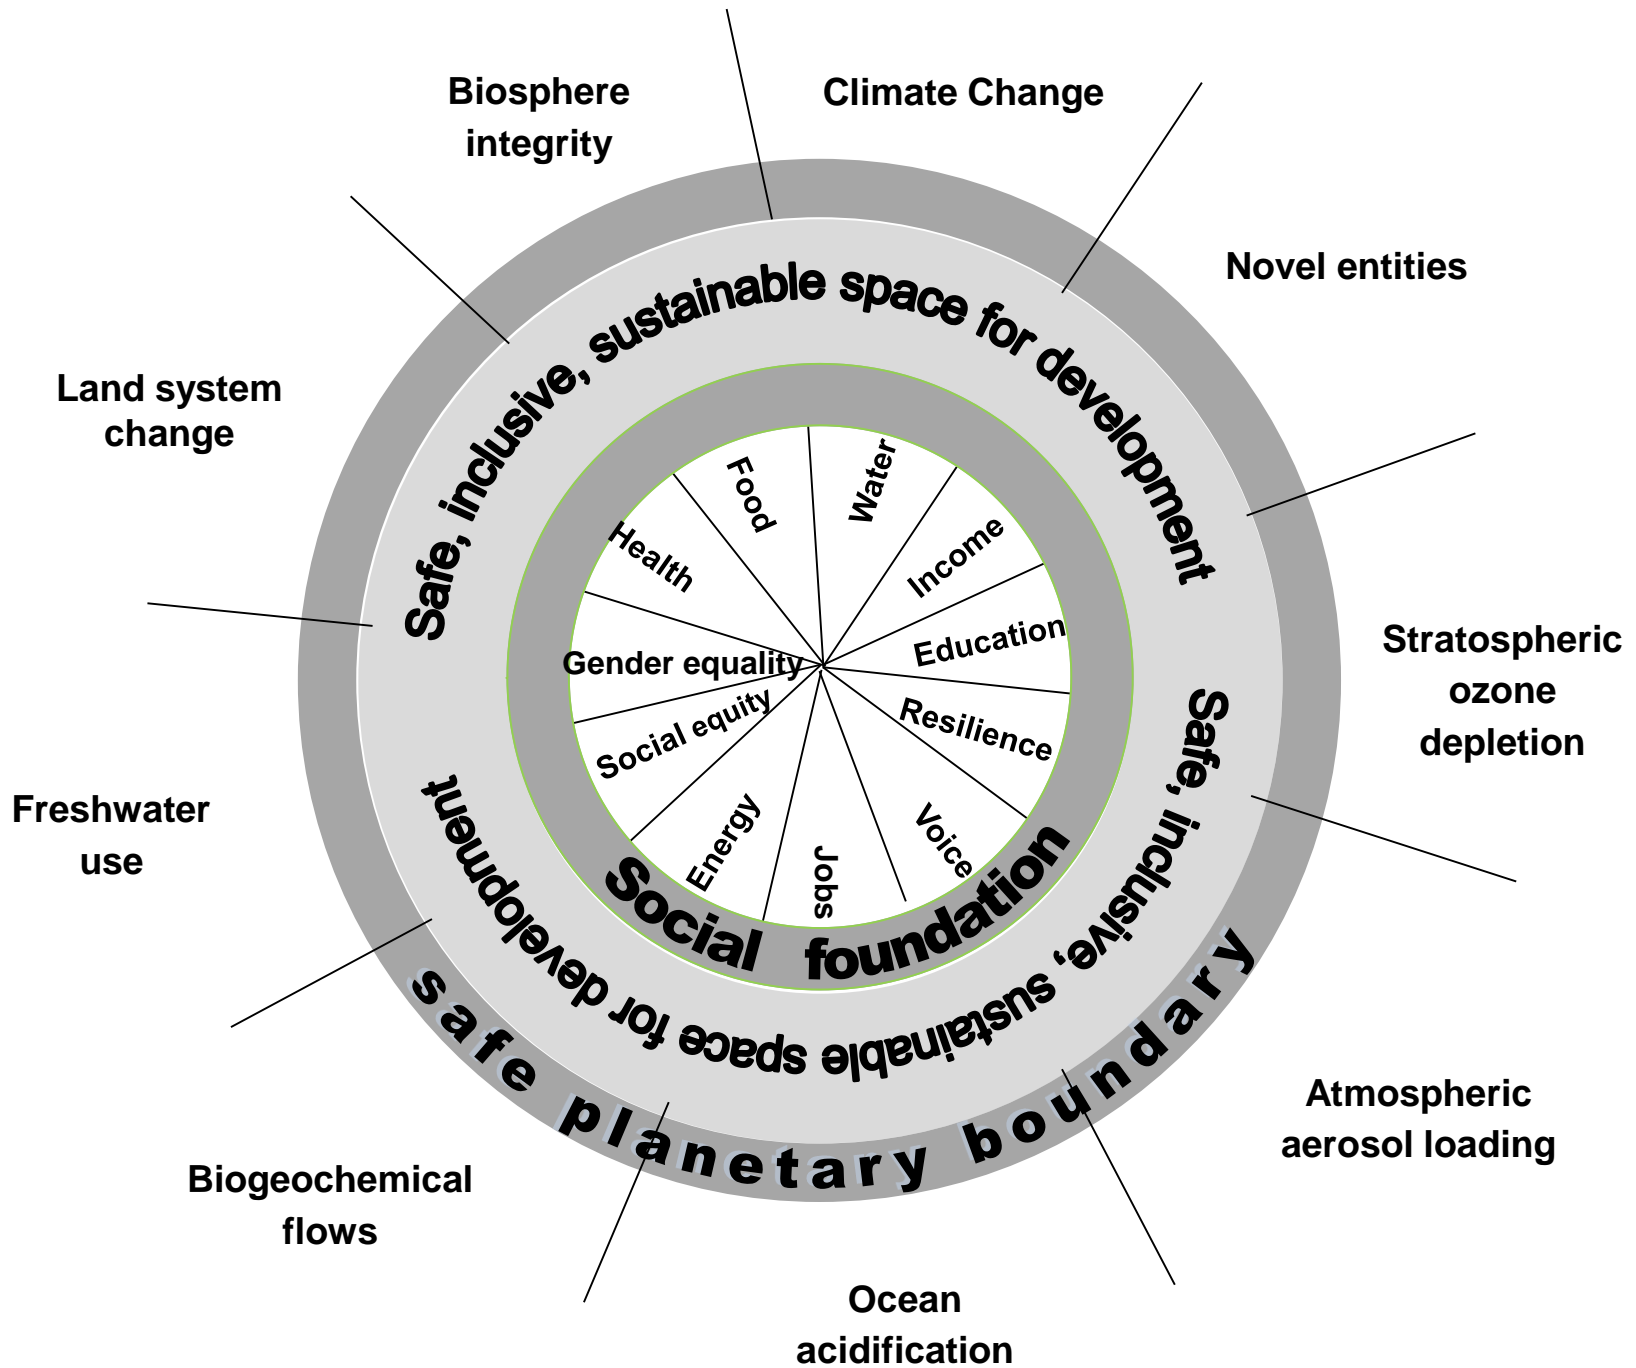 Biosphere
integrity
Climate Change
Novel entities
Land system
change
Stratospheric
ozone
depletion
Freshwater
use
Atmospheric
aerosol loading
Biogeochemical
flows
Ocean
acidification
Safe, inclusive, sustainable space for development
Safe, inclusive, sustainable space for development
safe planetary boundary
Social foundation
Food
Water
Income
Education
Resilience
Voice
Jobs
Energy
Social equity
Gender equality
Health